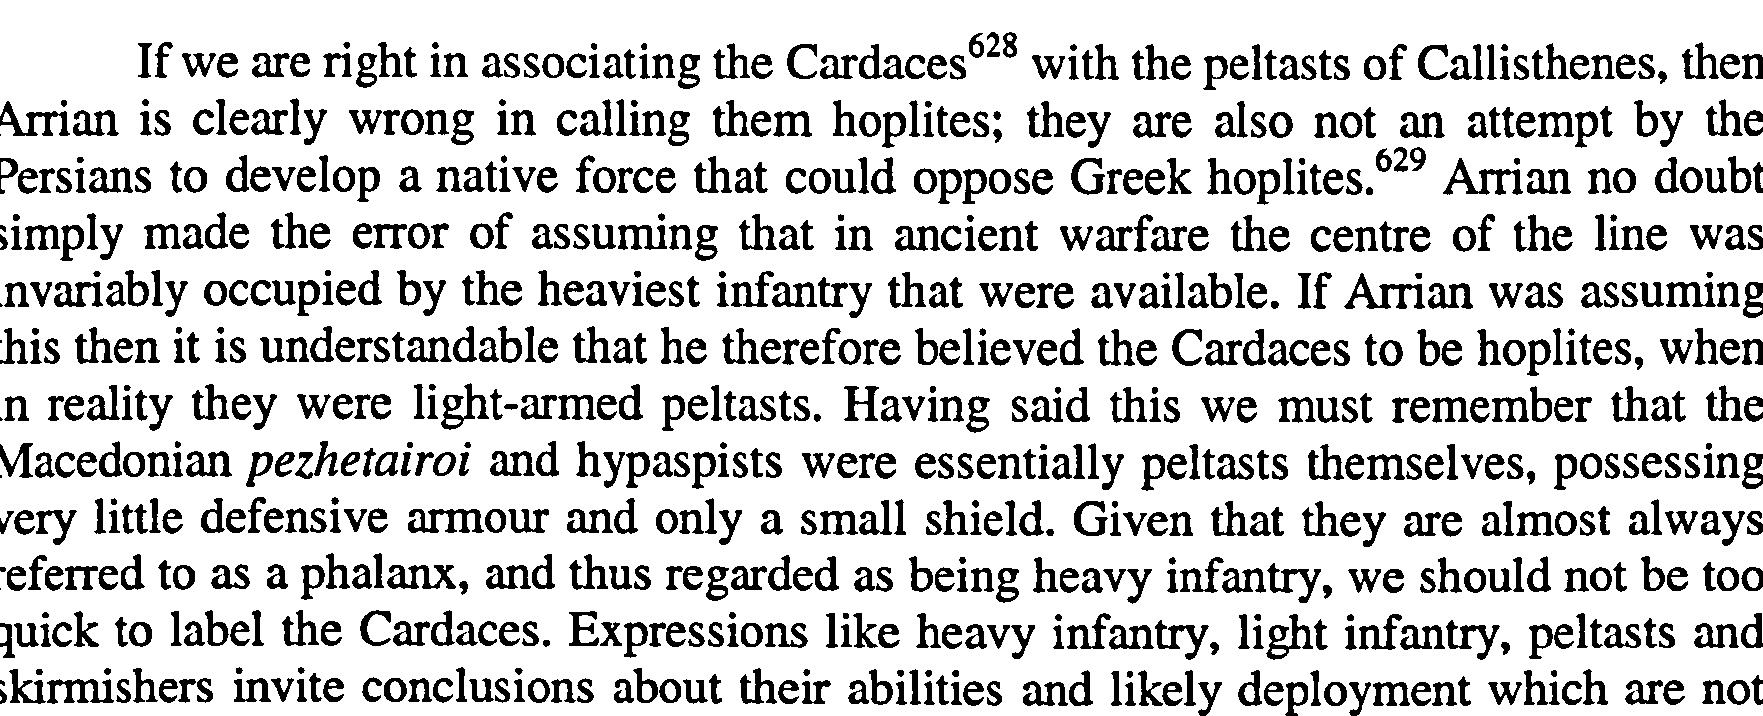 If we are right in associating the Cardaces628 with the peltasts of Callisthenes, then
Arrian is clearly wrong in calling them hoplites; they are also not an attempt by the
Persians to develop a native force that could oppose Greek hoplites.629 Arrian no doubt
simply made the error of assuming that in ancient warfare the centre of the line was
invariably occupied by the heaviest infantry that were available. If Arrian was assuming
this then it is understandable that he therefore believed the Cardaces to be hoplites, when
in reality they were light-armed peltasts. Having said this we must remember that the
Macedonian pezhetairoi and hypaspists were essentially peltasts themselves, possessing
very little defensive armour and only a small shield. Given that they are almost always
referred to as a phalanx, and thus regarded as being heavy infantry, we should not be too
quick to label the Cardaces. Expressions like heavy infantry, light infantry, peltasts and
skirmishers invite conclusions about their abilities and likely deployment which are not